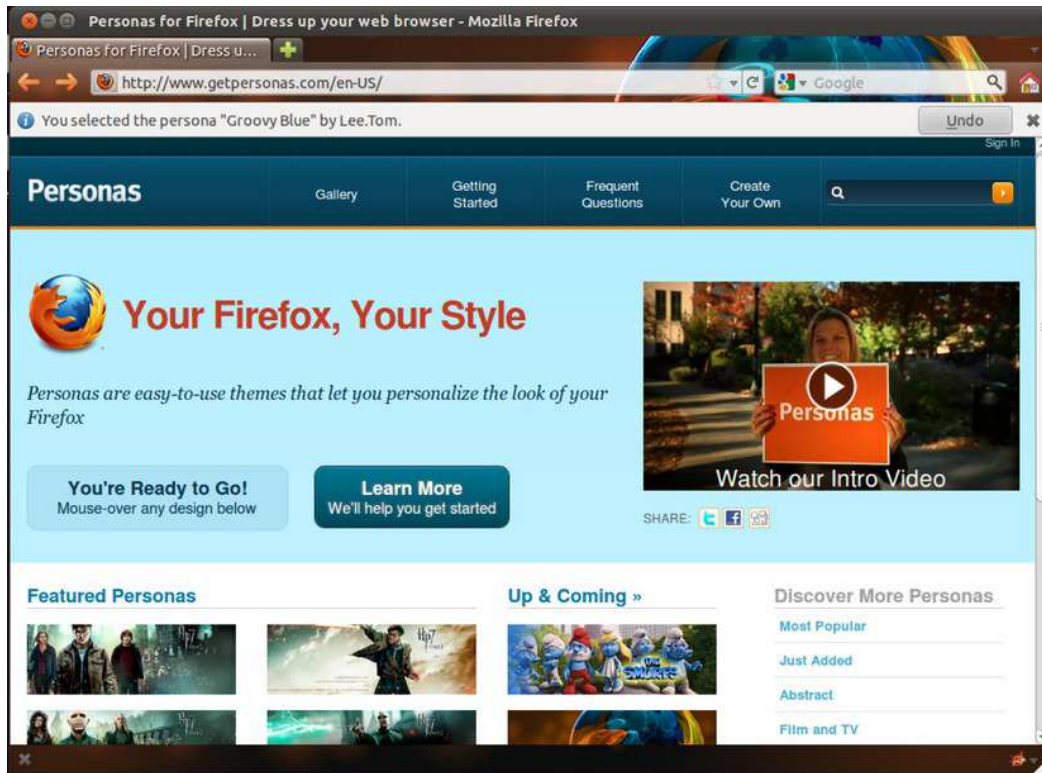 Personas for Firefox | Dress up your web browser - Mozilla Firefox
Personas for Firefox | Dress u...
http://www.getpersonas.com/en-US/
Google
You selected the persona "Groovy Blue" by Lee.Tom.
Undo
Sign In
Personas
Gallery
Getting
Started
Frequent
Questions
Create
Your Own
Your Firefox, Your Style
Personas are easy-to-use themes that let you personalize the look of your
Firefox
You're Ready to Go!
Mouse-over any design below
Learn More
We'll help you get started
Personas
Watch our Intro Video
SHARE:
Featured Personas
Up & Coming »
Discover More Personas
Most Popular
Just Added
Abstract
Film and TV
THE
SMURFS